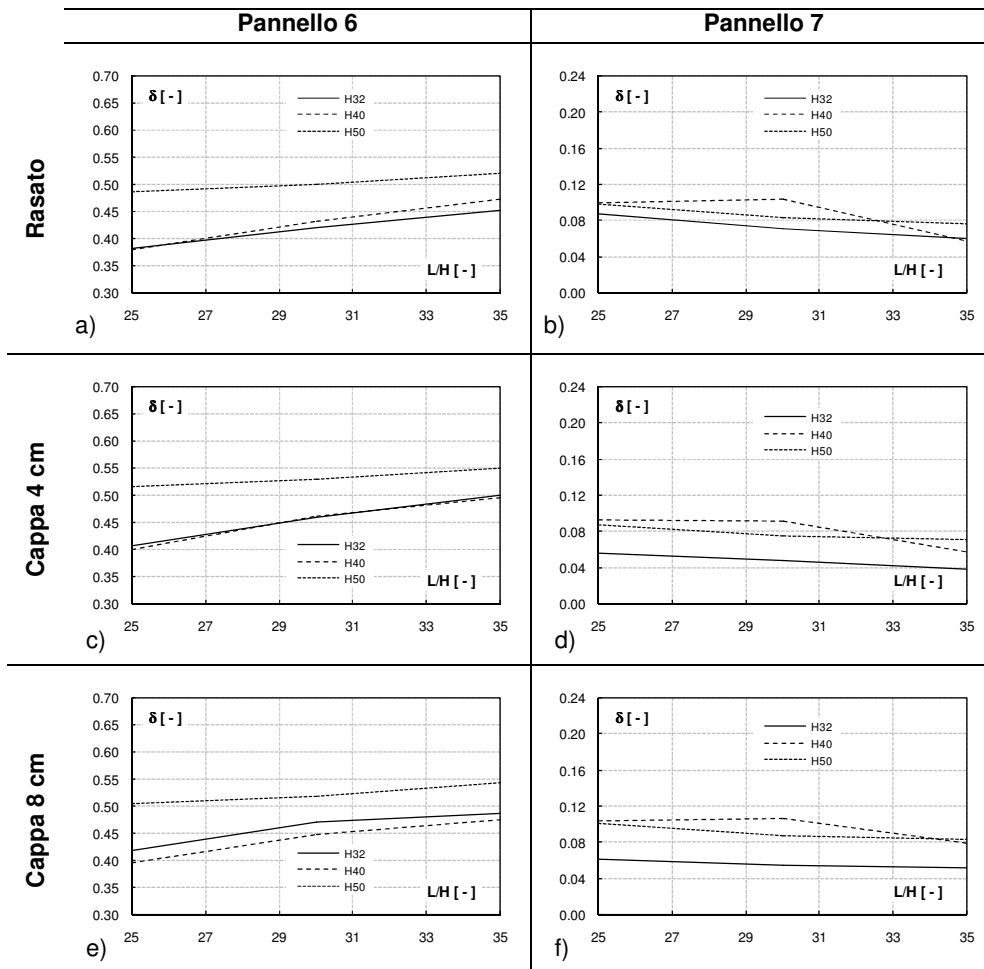 Pannello 6
Pannello 7
Rasato
δ [ - ]
H32
H40
H50
L/H [ - ]
0.70
0.65
0.60
0.55
0.50
0.45
0.40
0.35
0.30
25 27 29 31 33 35
a)
δ [ - ]
H32
H40
H50
L/H [ - ]
0.24
0.20
0.16
0.12
0.08
0.04
0.00
25 27 29 31 33 35
b)
Cappa 4 cm
δ [ - ]
H32
H40
H50
L/H [ - ]
0.70
0.65
0.60
0.55
0.50
0.45
0.40
0.35
0.30
25 27 29 31 33 35
c)
δ [ - ]
H32
H40
H50
L/H [ - ]
0.24
0.20
0.16
0.12
0.08
0.04
0.00
25 27 29 31 33 35
d)
Cappa 8 cm
δ [ - ]
H32
H40
H50
L/H [ - ]
0.70
0.65
0.60
0.55
0.50
0.45
0.40
0.35
0.30
25 27 29 31 33 35
e)
δ [ - ]
H32
H40
H50
L/H [ - ]
0.24
0.20
0.16
0.12
0.08
0.04
0.00
25 27 29 31 33 35
f)